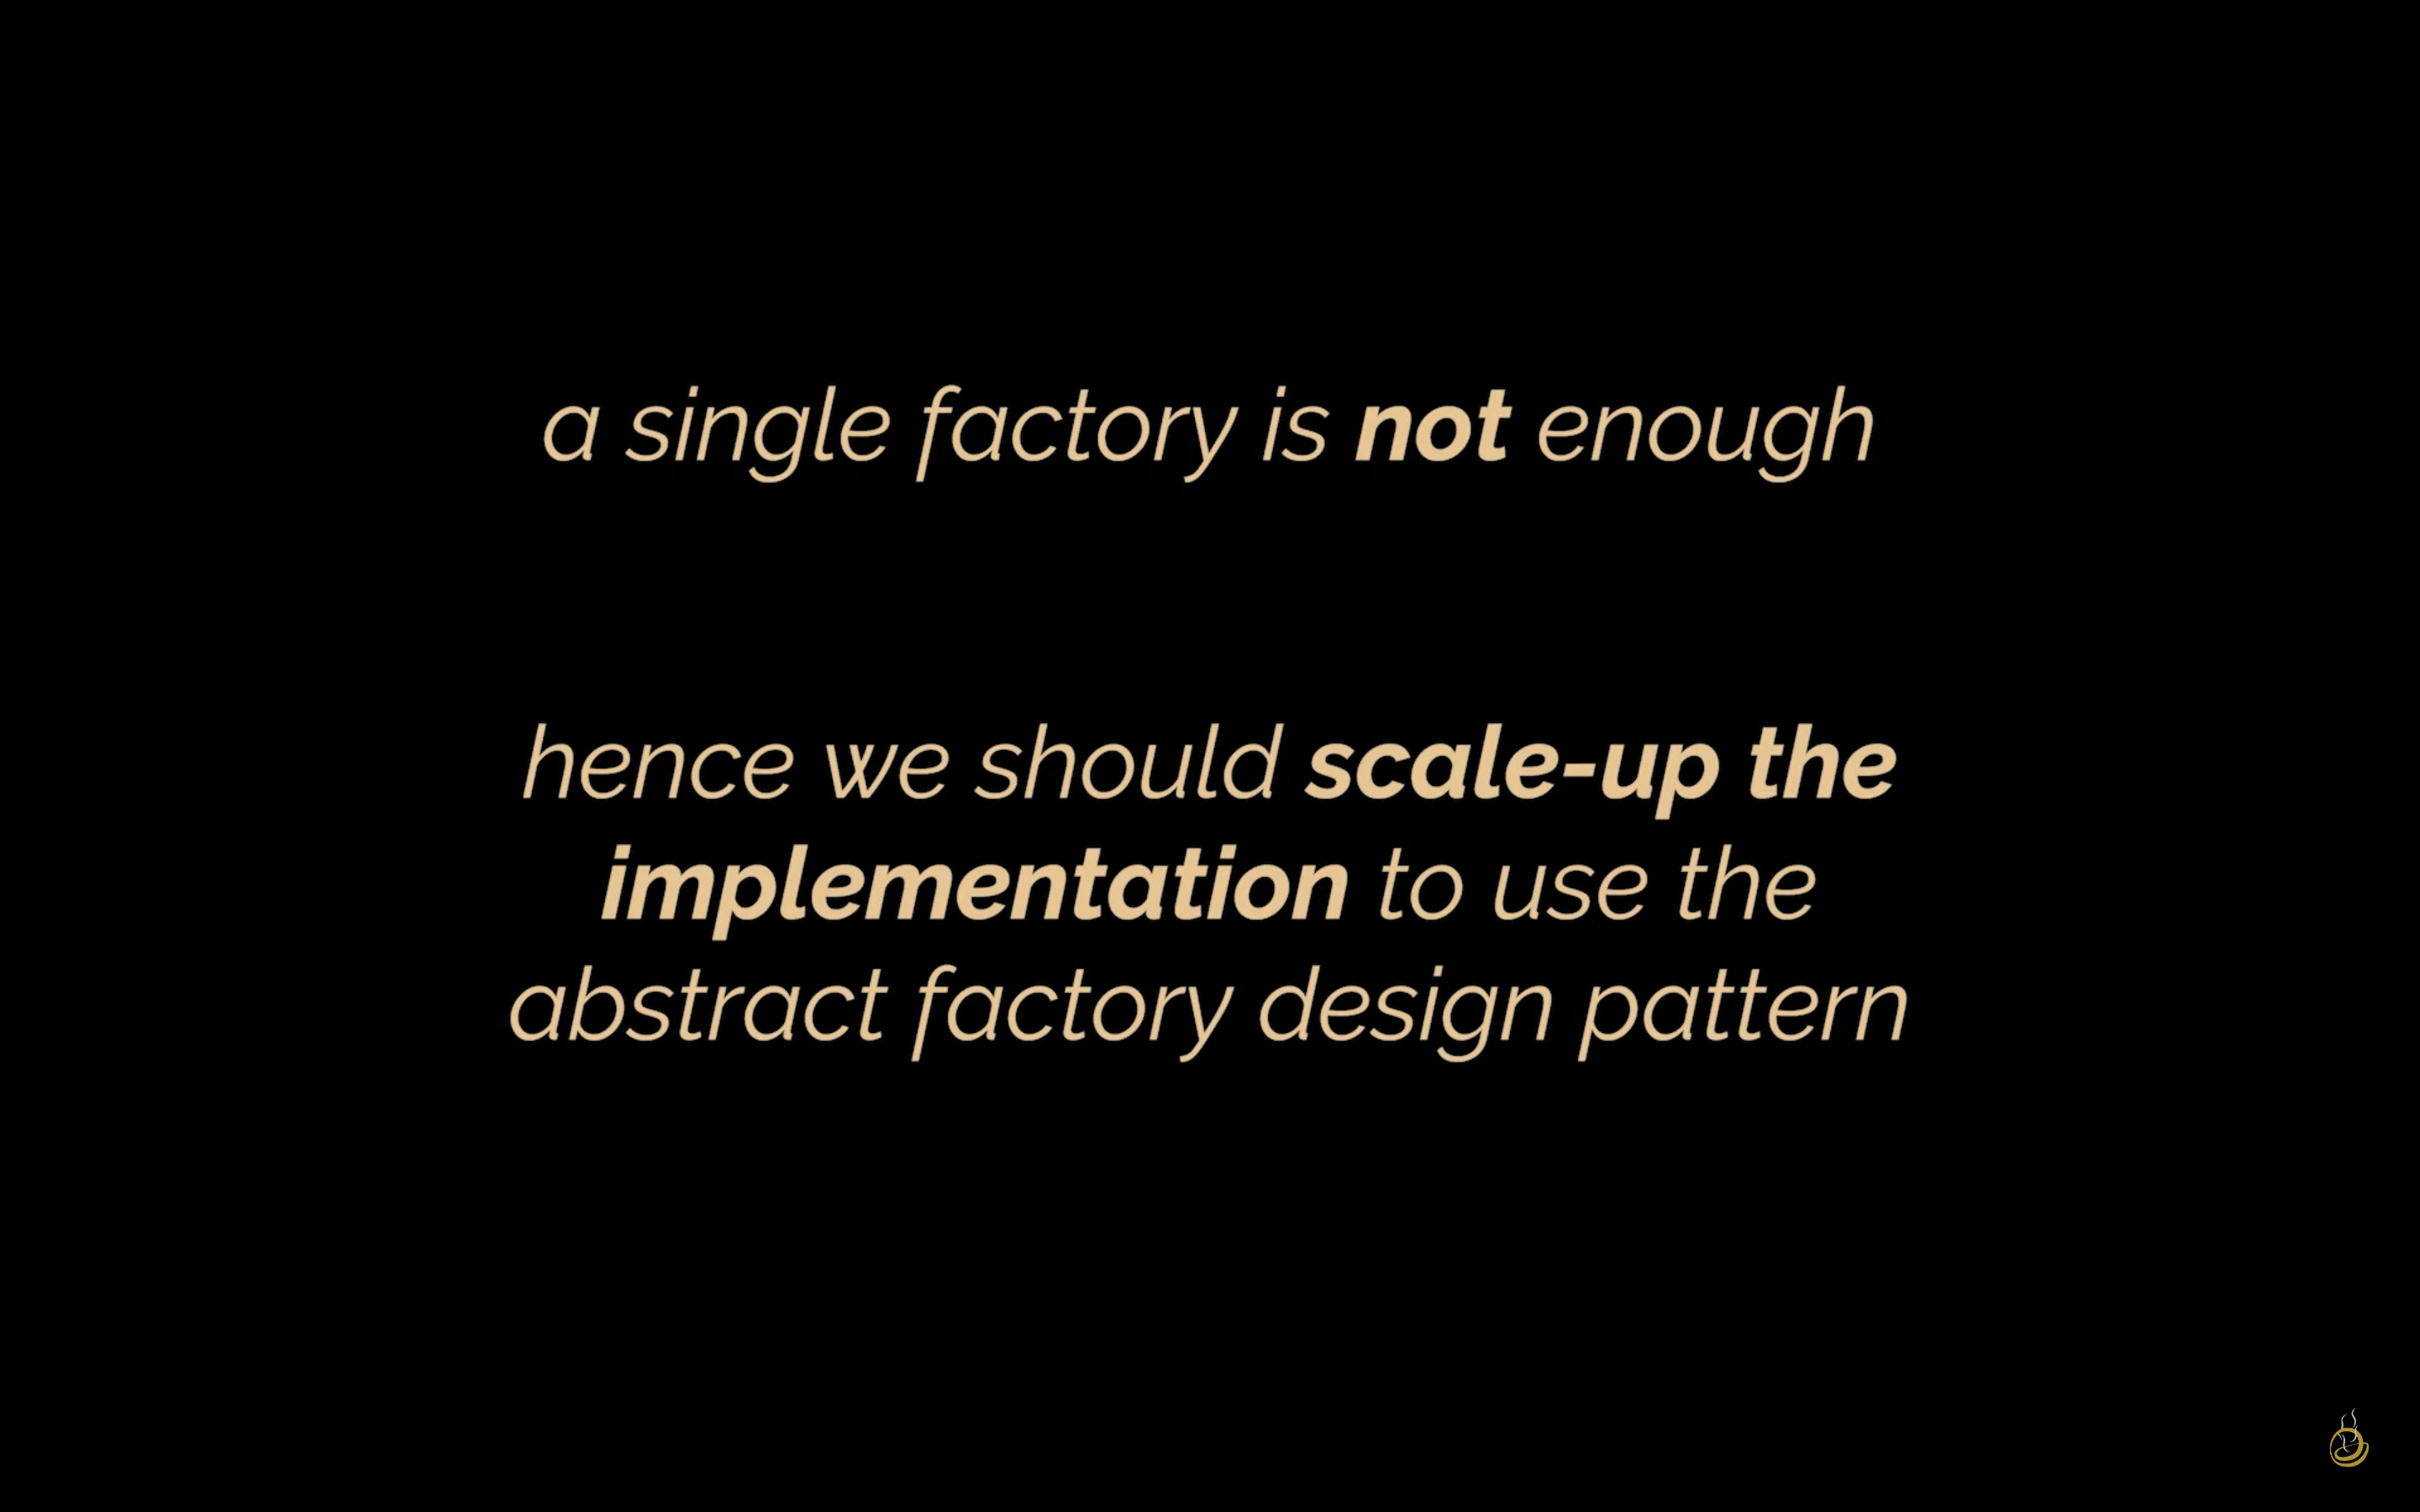 a single factory is not enough
hence we should scale-up the
implementation to use the
abstract factory design pattern